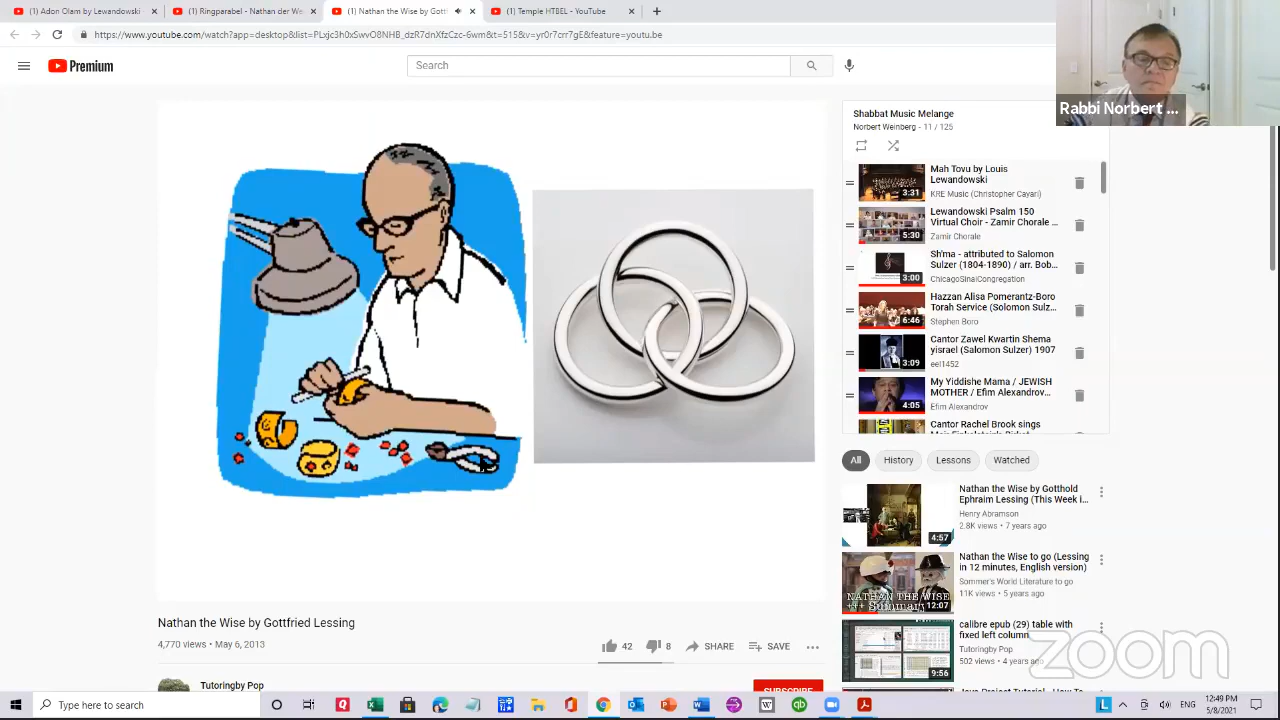 (1) Adon Olam by Lewandowski
(1) Ringparabel - Nathan der We
(1) Nathan the Wise by Gott
(1) Temple HTBEL - YouTube
https://www.youtube.com/watch?app=desktop&list=PLxjc3h0xSwvO8NHB_dzR7dnXfzCzc-6wm&t=515&v=yr0r7crr7gE&feature=youtu.be
Rabbi Norbert ...
Premium
Search
Shabbat Music Melange
Norbert Weinberg - 11 / 125
Mah Tovu by Louis
Lewandowski
KRE Music (Christopher Cayari)
3:31
Lewandowski Psalm 150
Virtual Choir - Zamir Chorale ...
Zamir Chorale
5:30
Sh'ma - attributed to Salomon
Sulzer (1804-1890) / arr. Bob...
ChicagoSinaiCongregation
3:00
Hazzan Alisa Pomerantz-Boro
Torah Service (Solomon Sulz...
Stephen Boro
6:46
Cantor Zawel Kwartin Shema
yisrael (Salomon Sulzer) 1907
eel1452
3:09
My Yiddishe Mama / JEWISH
MOTHER / Efim Alexandrov...
Efim Alexandrov
4:05
Cantor Rachel Brook sings
All
History
Lessons
Watched
Nathan the Wise by Gotthold
Ephraim Lessing (This Week i...
Henry Abramson
2.8K views • 7 years ago
4:57
Nathan the Wise to go (Lessing
in 12 minutes, English version)
Sommer's World Literature to go
11K views • 5 years ago
NATHAN THE WISE
Summary
12:07
calibre epub (29) table with
fixed left column
Tutoringby Pop
502 views • 4 years ago
9:56
Java Project Tutorial - How To
Nathan the Wise by Gottfried Lessing
770 views • May 6, 2013
42
8
SHARE
SAVE
SUBSCRIBE
zoom
Type here to search
12:49 PM
5/8/2021